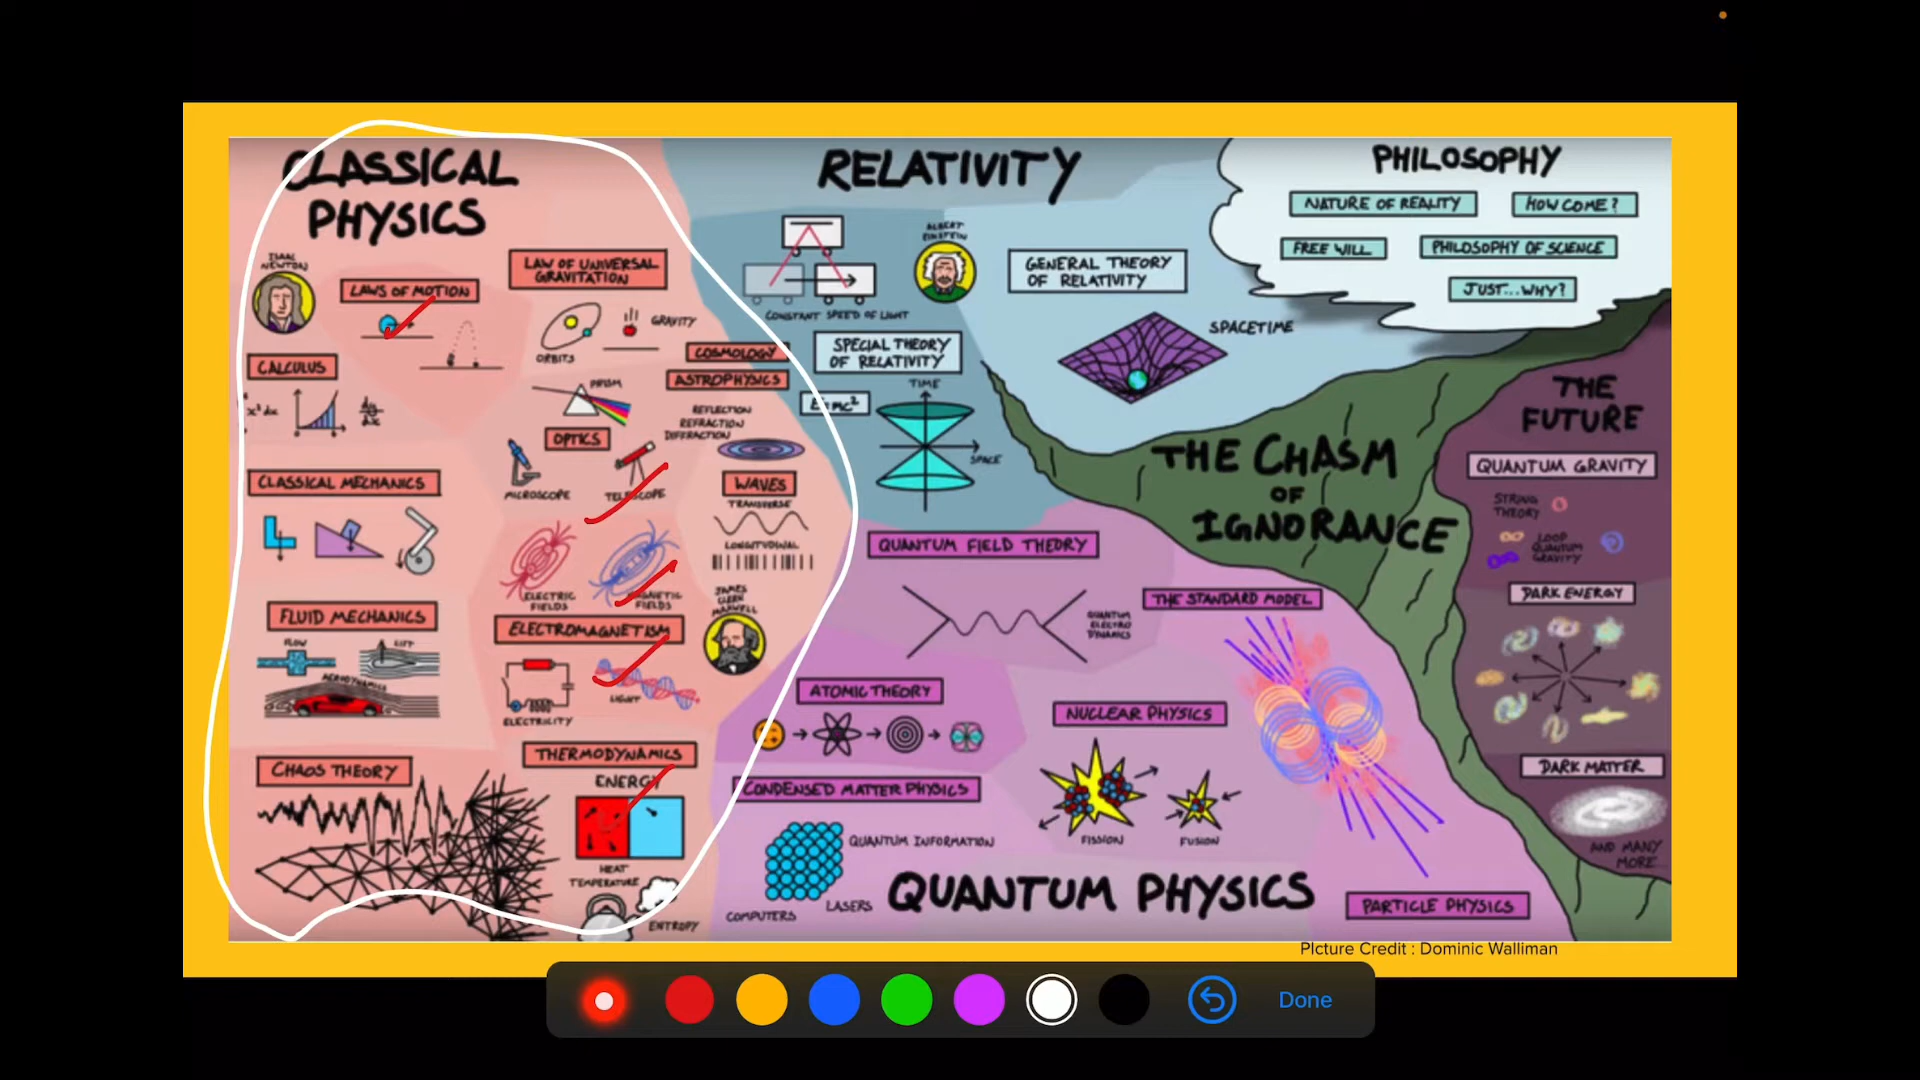 CLASSICAL
PHYSICS
ISAAC
NEWTON
LAWS OF MOTION
LAW OF UNIVERSAL
GRAVITATION
ORBITS
GRAVITY
CALCULUS
x² dx
dy
dx
COSMOLOGY
ASTROPHYSICS
PRISM
OPTICS
MICROSCOPE
TELESCOPE
REFLECTION
REFRACTION
DIFFRACTION
WAVES
TRANSVERSE
LONGITUDINAL
CLASSICAL MECHANICS
ELECTRIC
FIELDS
MAGNETIC
FIELDS
JAMES
CLERK
MAXWELL
FLUID MECHANICS
FLOW
LIFT
AERODYNAMICS
ELECTROMAGNETISM
ELECTRICITY
LIGHT
CHAOS THEORY
THERMODYNAMICS
ENERGY
HEAT
TEMPERATURE
ENTROPY
RELATIVITY
ALBERT
EINSTEIN
CONSTANT SPEED OF LIGHT
GENERAL THEORY
OF RELATIVITY
SPACETIME
SPECIAL THEORY
OF RELATIVITY
E=mc²
TIME
SPACE
PHILOSOPHY
NATURE OF REALITY
HOW COME?
FREE WILL
PHILOSOPHY OF SCIENCE
JUST...WHY?
THE CHASM
OF
IGNORANCE
THE
FUTURE
QUANTUM GRAVITY
STRING
THEORY
LOOP
QUANTUM
GRAVITY
DARK ENERGY
DARK MATTER
AND MANY
MORE...
QUANTUM FIELD THEORY
QUANTUM
ELECTRO
DYNAMICS
THE STANDARD MODEL
ATOMIC THEORY
NUCLEAR PHYSICS
FISSION
FUSION
CONDENSED MATTER PHYSICS
QUANTUM INFORMATION
LASERS
COMPUTERS
QUANTUM PHYSICS
PARTICLE PHYSICS
PIcture Credit : Dominic Walliman
Done